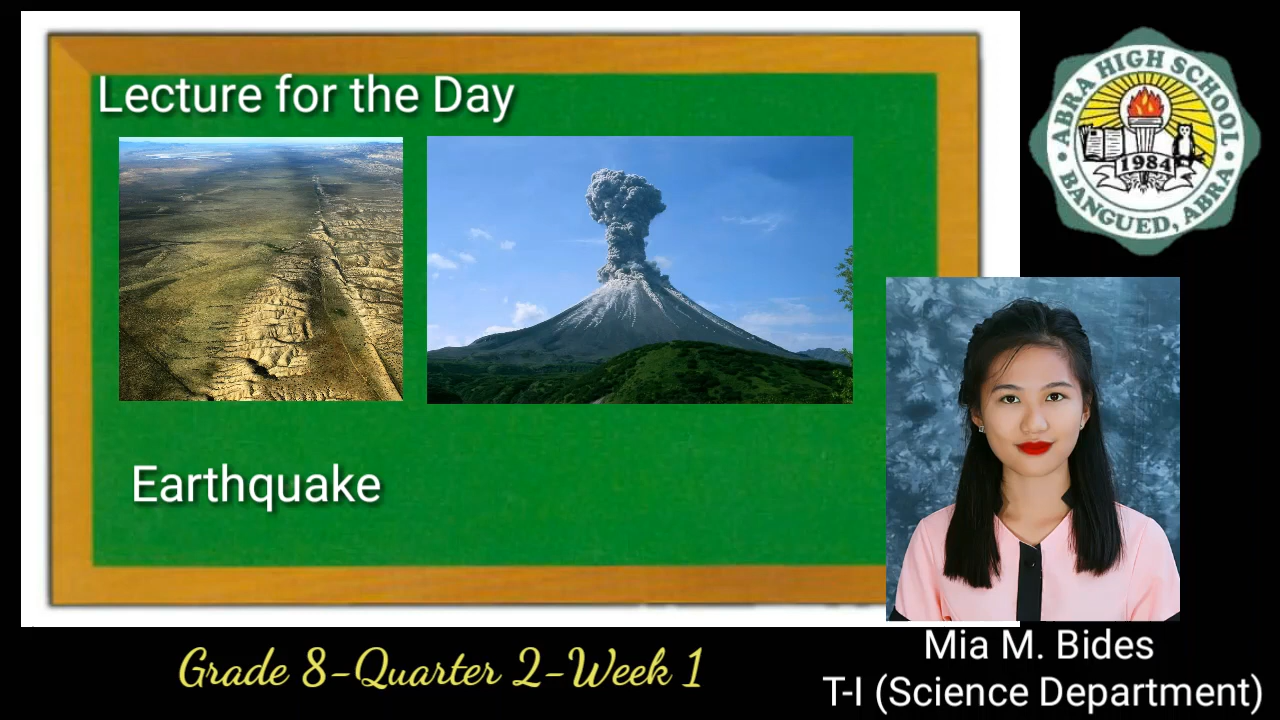 Lecture for the Day
Earthquake
ABRA HIGH SCHOOL
1984
BANGUED, ABRA
Mia M. Bides
T-I (Science Department)
Grade 8-Quarter 2-Week 1